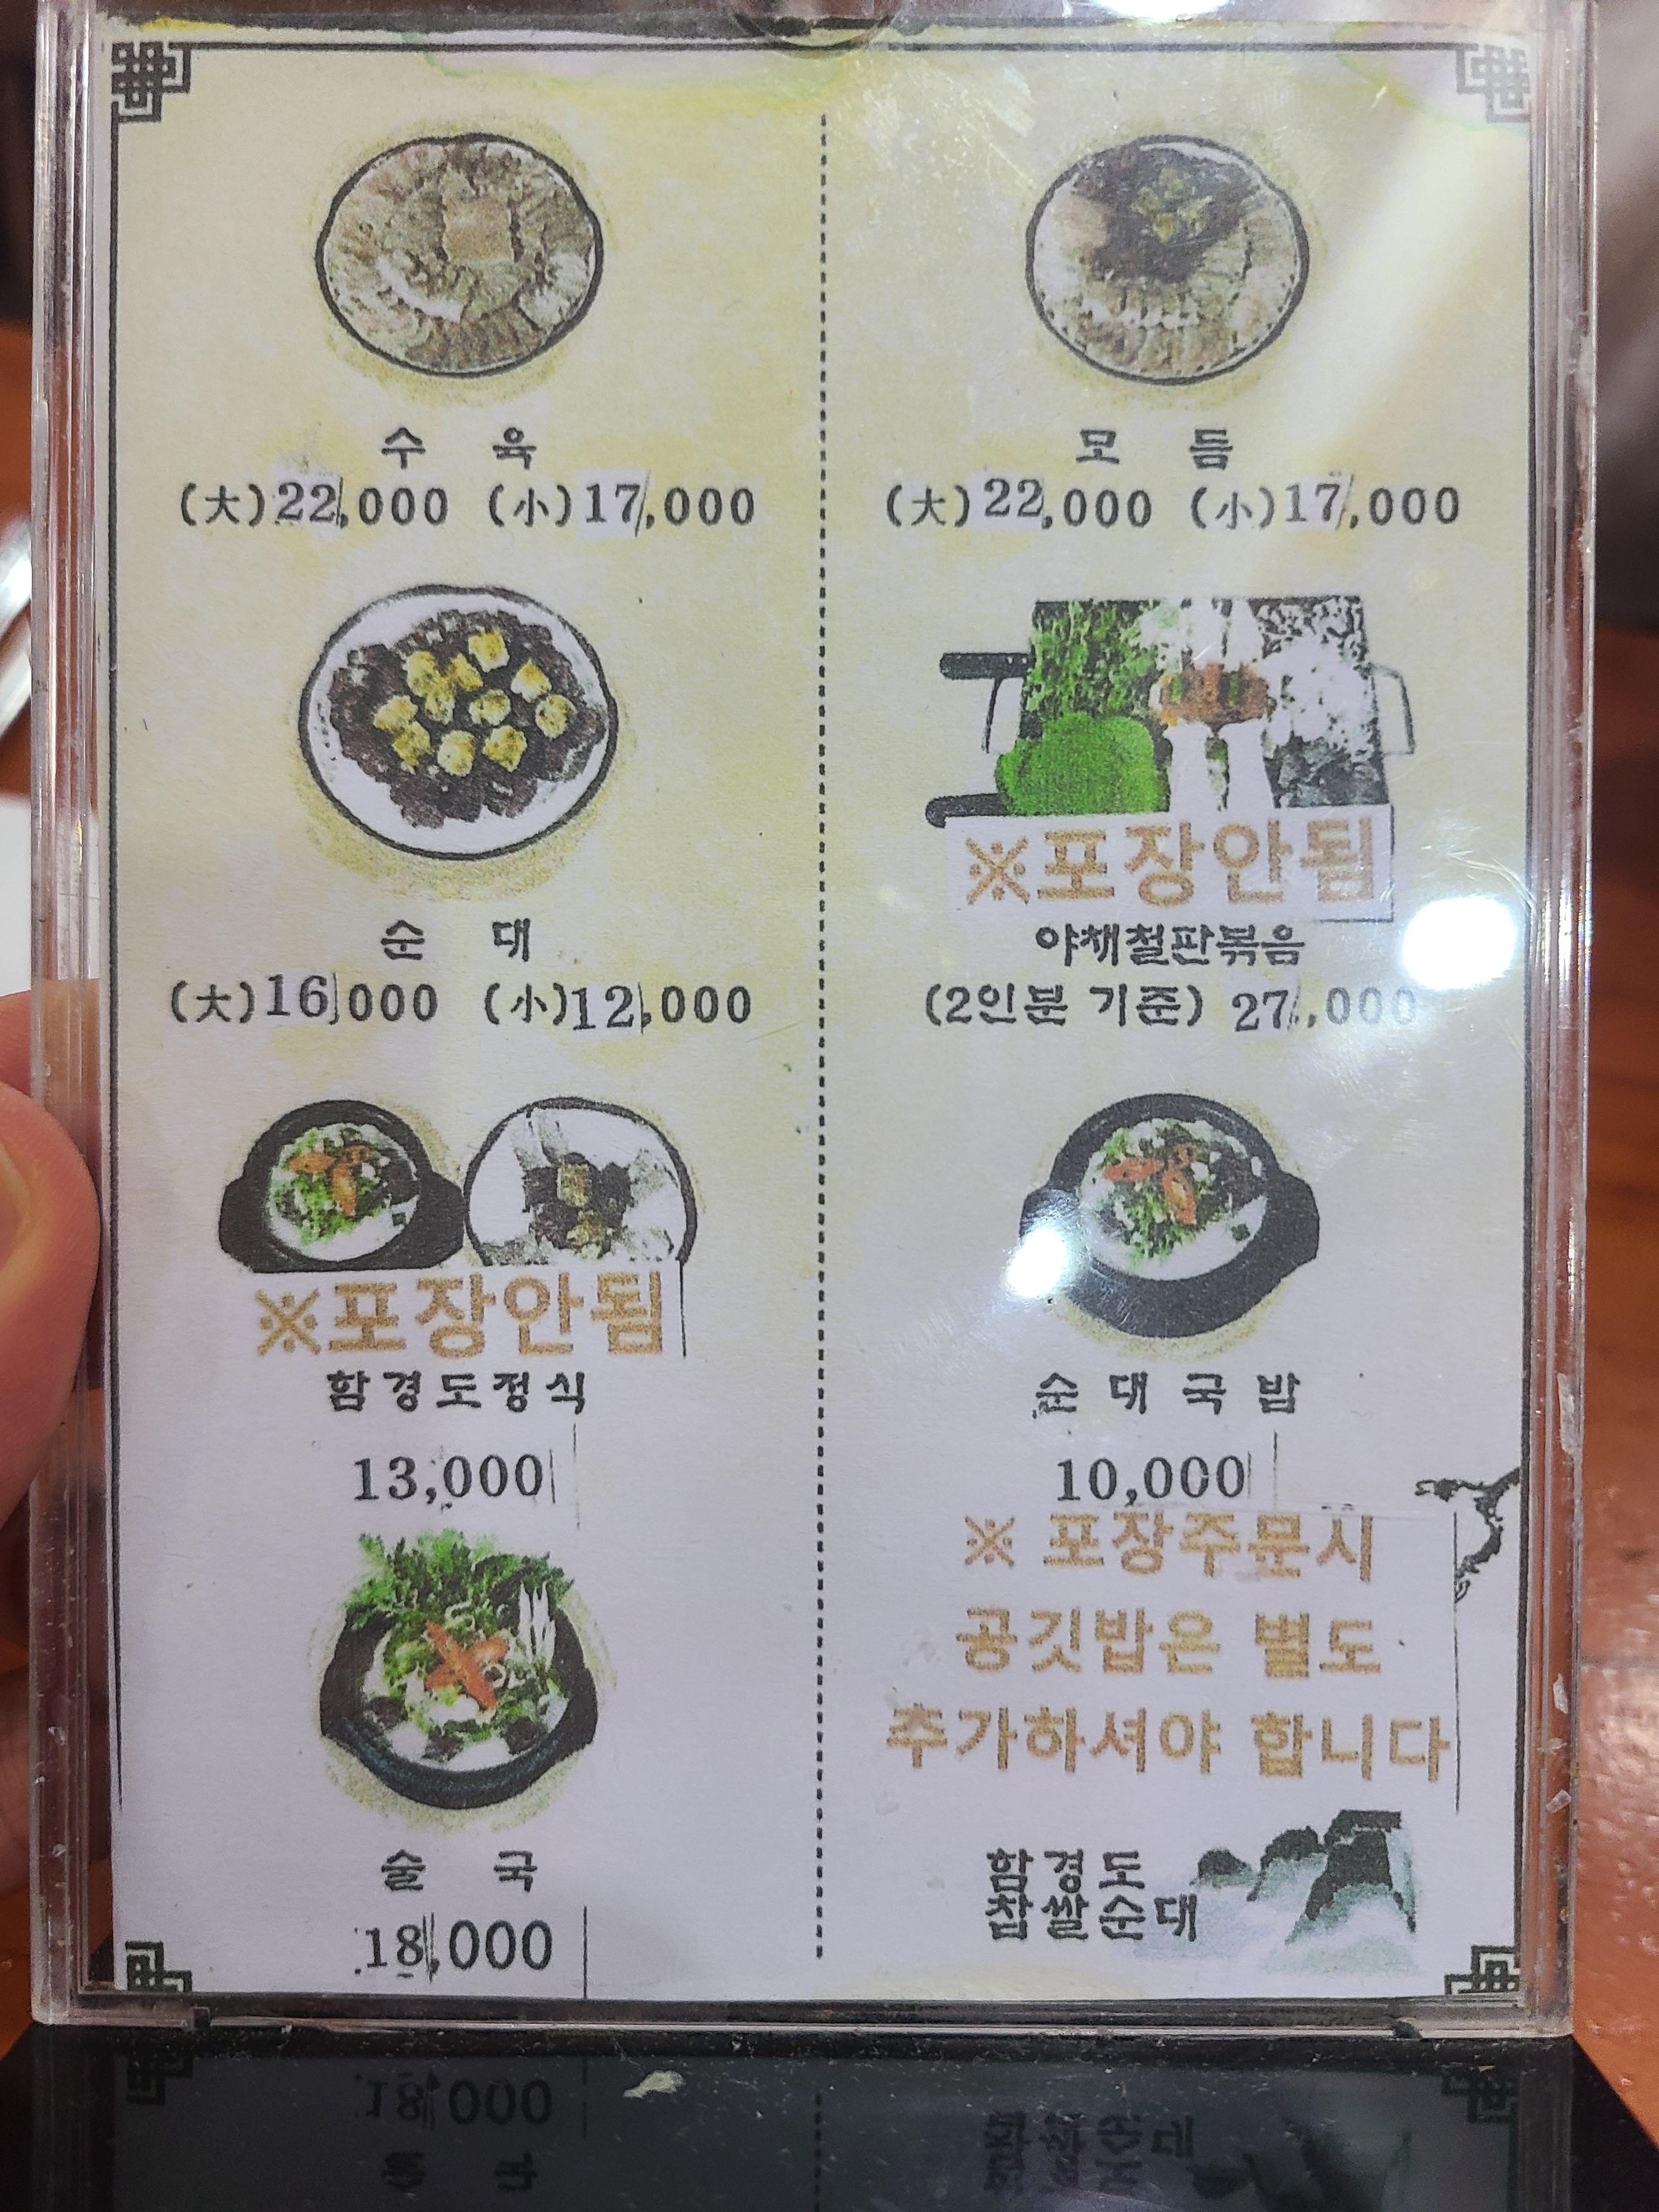 수 육
(大)22,000 (小)17,000
모 듬
(大)22,000 (小)17,000
순 대
(大)16,000 (小)12,000
※포장안됨
야채철판볶음
(2인분 기준) 27,000
※포장안됨
함경도정식
13,000
순대국밥
10,000
※ 포장주문시
공깃밥은 별도
추가하셔야 합니다
술 국
18,000
함경도
찹쌀순대